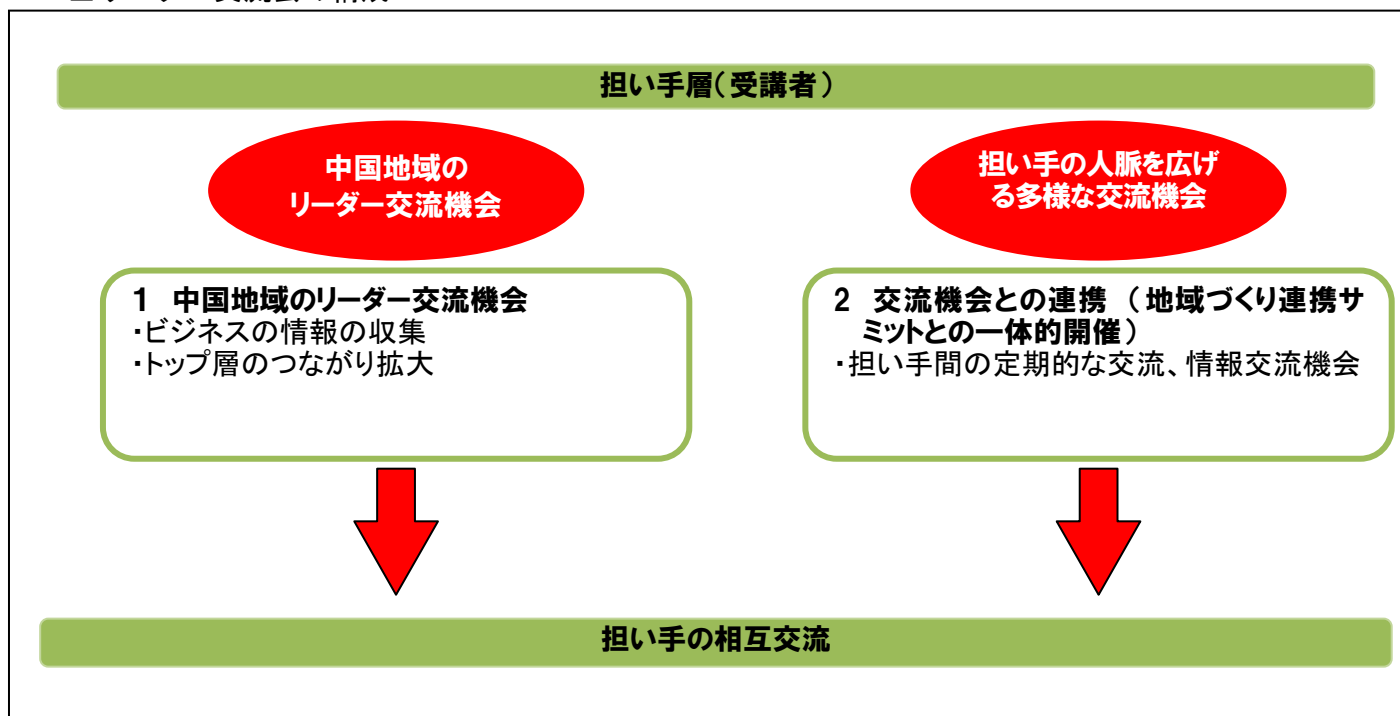 担い手層(受講者)
中国地域の
リーダー交流機会
担い手の人脈を広げ
る多様な交流機会
1 中国地域のリーダー交流機会
・ビジネスの情報の収集
・トップ層のつながり拡大
2 交流機会との連携 (地域づくり連携サ
ミットとの一体的開催)
・担い手間の定期的な交流、情報交流機会
担い手の相互交流